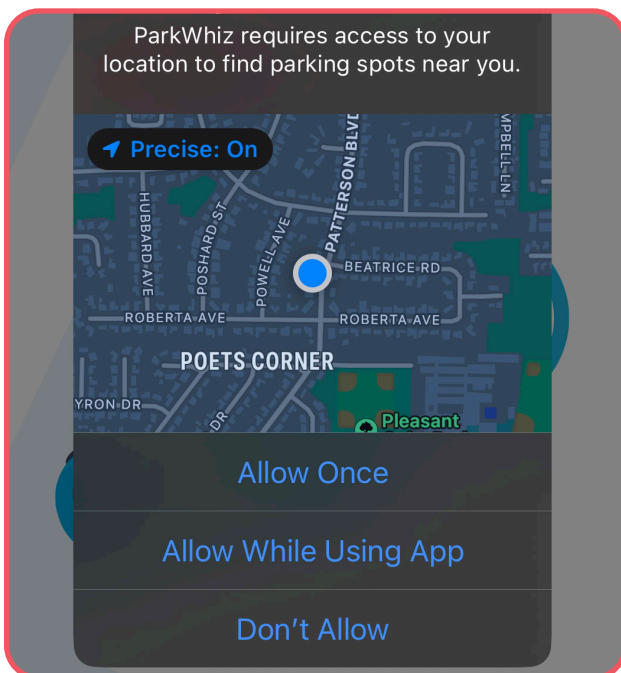 ParkWhiz requires access to your
location to find parking spots near you.
Precise: On
PATTERSON BLVD
HUBBARD AVE
POSHARD ST
POWELL AVE
BEATRICE RD
ROBERTA AVE
ROBERTA AVE
POETS CORNER
YRON DR
DR
Pleasant
Allow Once
Allow While Using App
Don't Allow